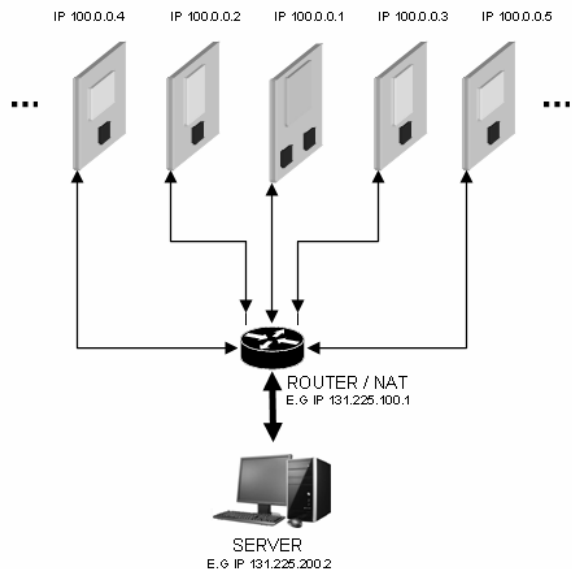 IP 100.0.0.4 IP 100.0.0.2 IP 100.0.0.1 IP 100.0.0.3 IP 100.0.0.5
... ...
ROUTER / NAT
E.G IP 131.225.100.1
SERVER
E.G IP 131.225.200.2